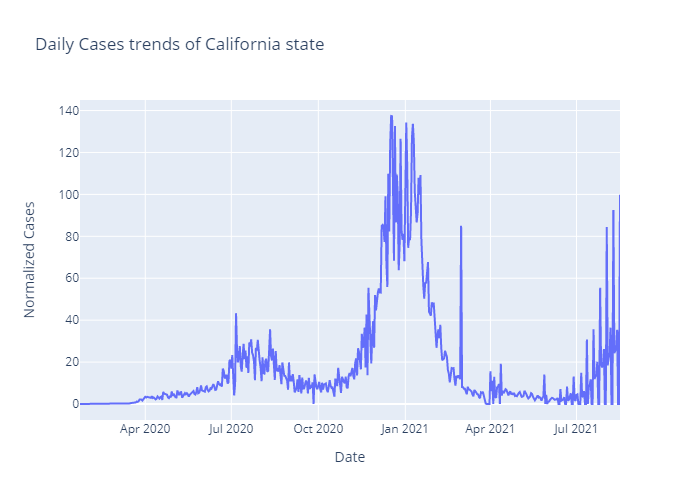 Daily Cases trends of California state
140
120
100
80
60
40
20
0
Normalized Cases
Apr 2020
Jul 2020
Oct 2020
Jan 2021
Apr 2021
Jul 2021
Date